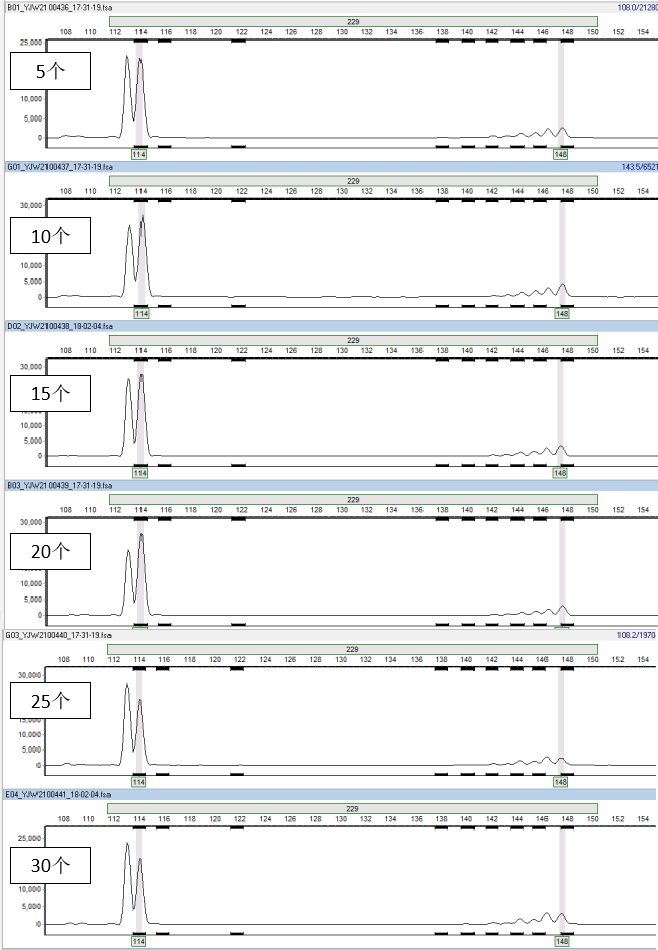 B01_YJW2100436_17-31-19.fsa 108.0/21280
229
108 110 112 114 116 118 120 122 124 126 128 130 132 134 136 138 140 142 144 146 148 150 152 154
25,000
5个
10,000
5,000
0
114 148
G01_YJW2100437_17-31-19.fsa 143.5/6521
229
108 110 112 114 116 118 120 122 124 126 128 130 132 134 136 138 140 142 144 146 148 150 152 154
30,000
10个
10,000
5,000
0
114 148
D02_YJW2100438_18-02-04.fsa
229
108 110 112 114 116 118 120 122 124 126 128 130 132 134 136 138 140 142 144 146 148 150 152 154
30,000
15个
10,000
5,000
0
114 148
B03_YJW2100439_17-31-19.fsa
229
108 110 112 114 116 118 120 122 124 126 128 130 132 134 136 138 140 142 144 146 148 150 152 154
30,000
20个
10,000
5,000
0
G03_YJW2100440_17-31-19.fsa 108.2/1970
229
108 110 112 114 116 118 120 122 124 126 128 130 132 134 136 138 140 142 144 146 148 150 152 154
30,000
25个
15,000
10,000
5,000
0
114 148
E04_YJW2100441_18-02-04.fsa
229
108 110 112 114 116 118 120 122 124 126 128 130 132 134 136 138 140 142 144 146 148 150 152 154
25,000
30个
10,000
5,000
0
114 148